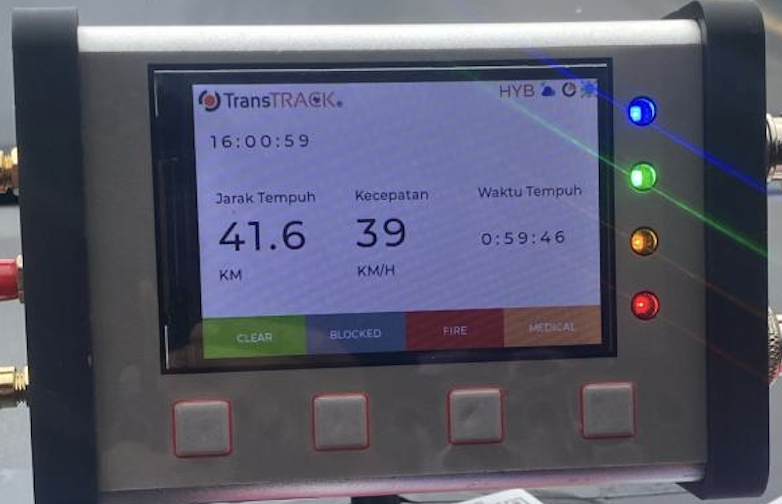 TransTRACK®
HYB
16:00:59
Jarak Tempuh Kecepatan Waktu Tempuh
41.6 39 0:59:46
KM KM/H
CLEAR BLOCKED FIRE MEDICAL